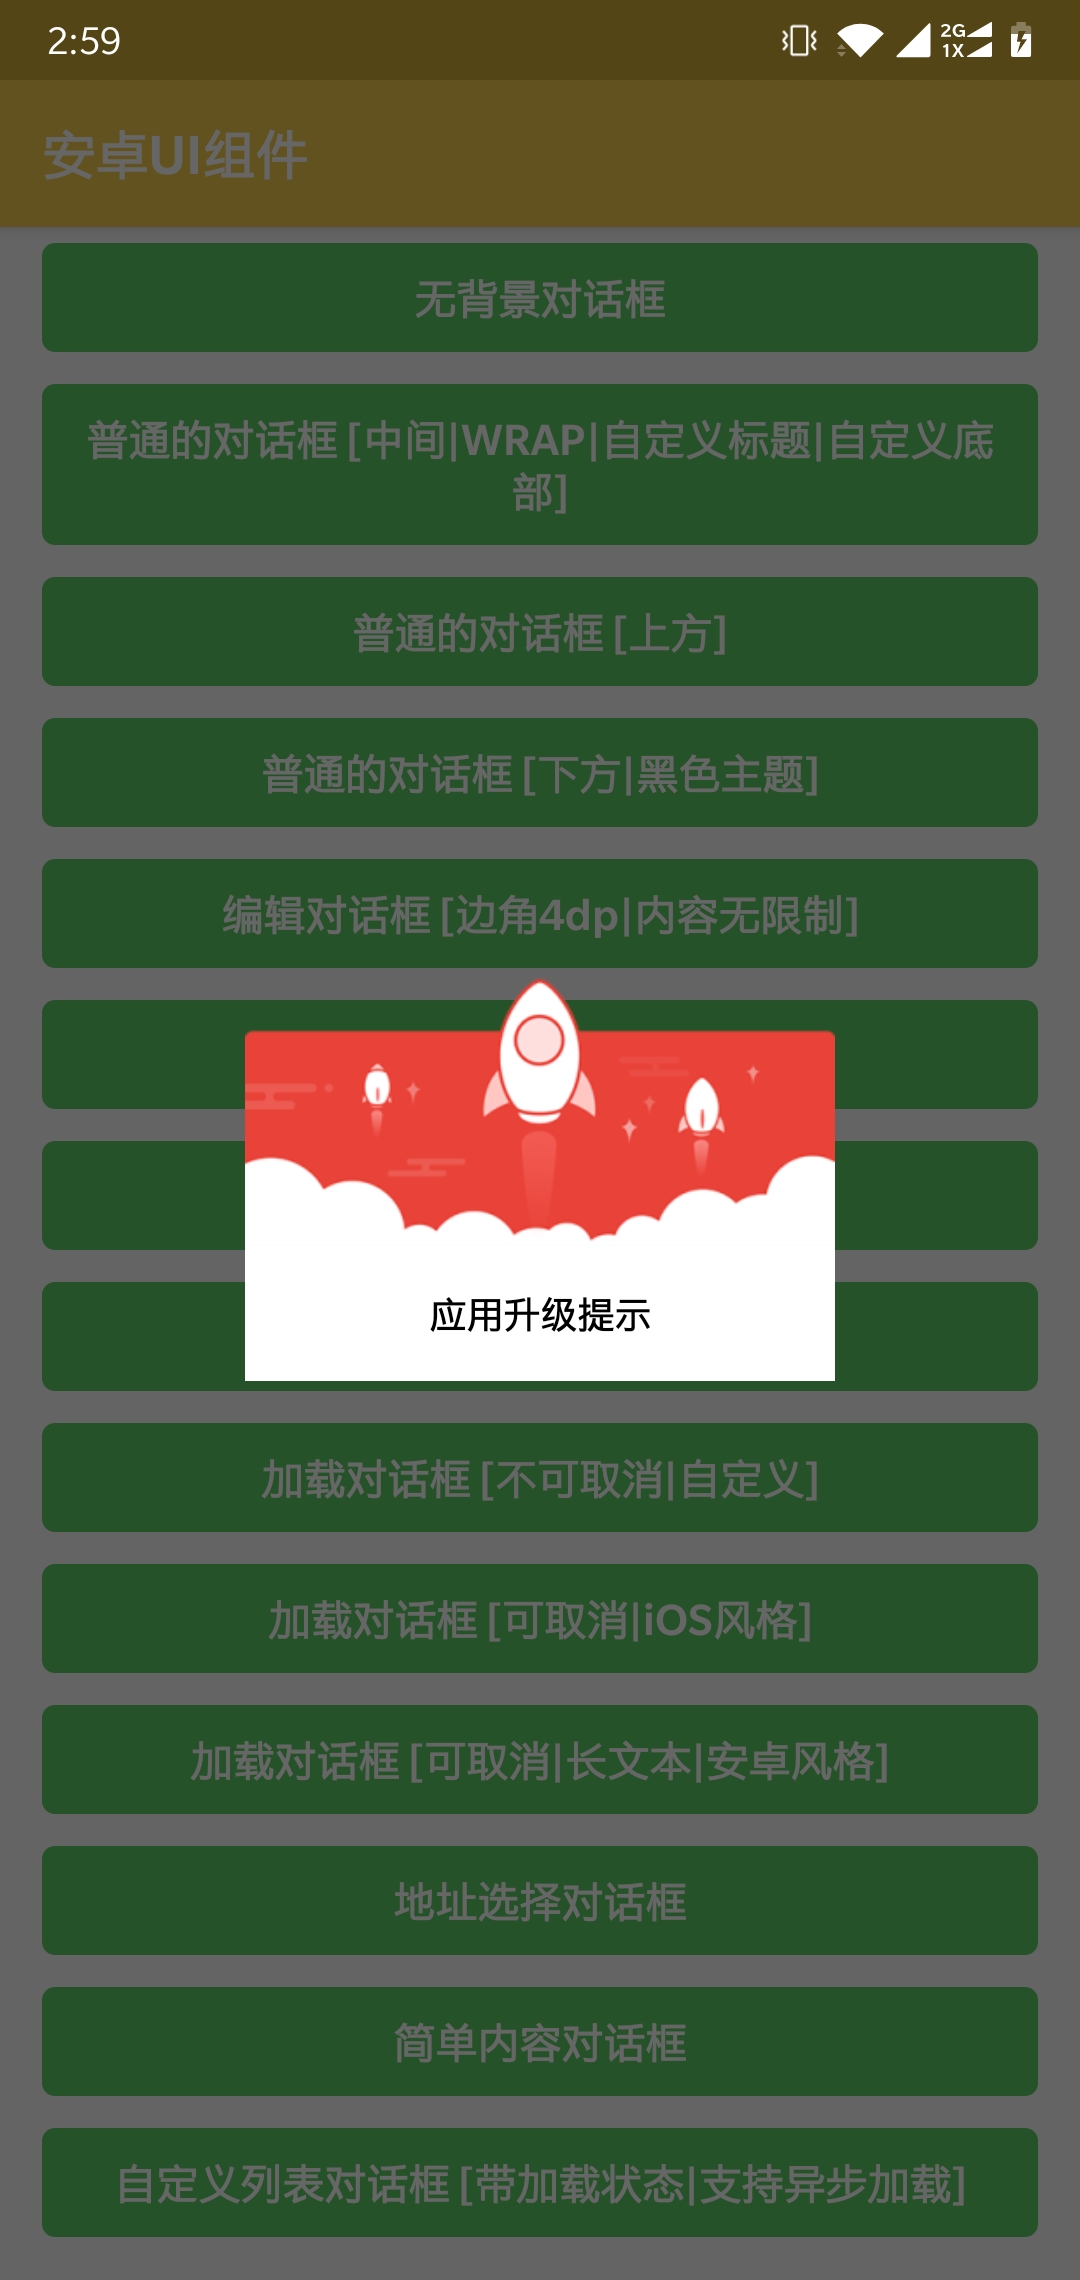 2:59
2G
1X
安卓UI组件
无背景对话框
普通的对话框 [中间|WRAP|自定义标题|自定义底
部]
普通的对话框 [上方]
普通的对话框 [下方|黑色主题]
编辑对话框 [边角4dp|内容无限制]
应用升级提示
加载对话框 [不可取消|自定义]
加载对话框 [可取消|iOS风格]
加载对话框 [可取消|长文本|安卓风格]
地址选择对话框
简单内容对话框
自定义列表对话框 [带加载状态|支持异步加载]